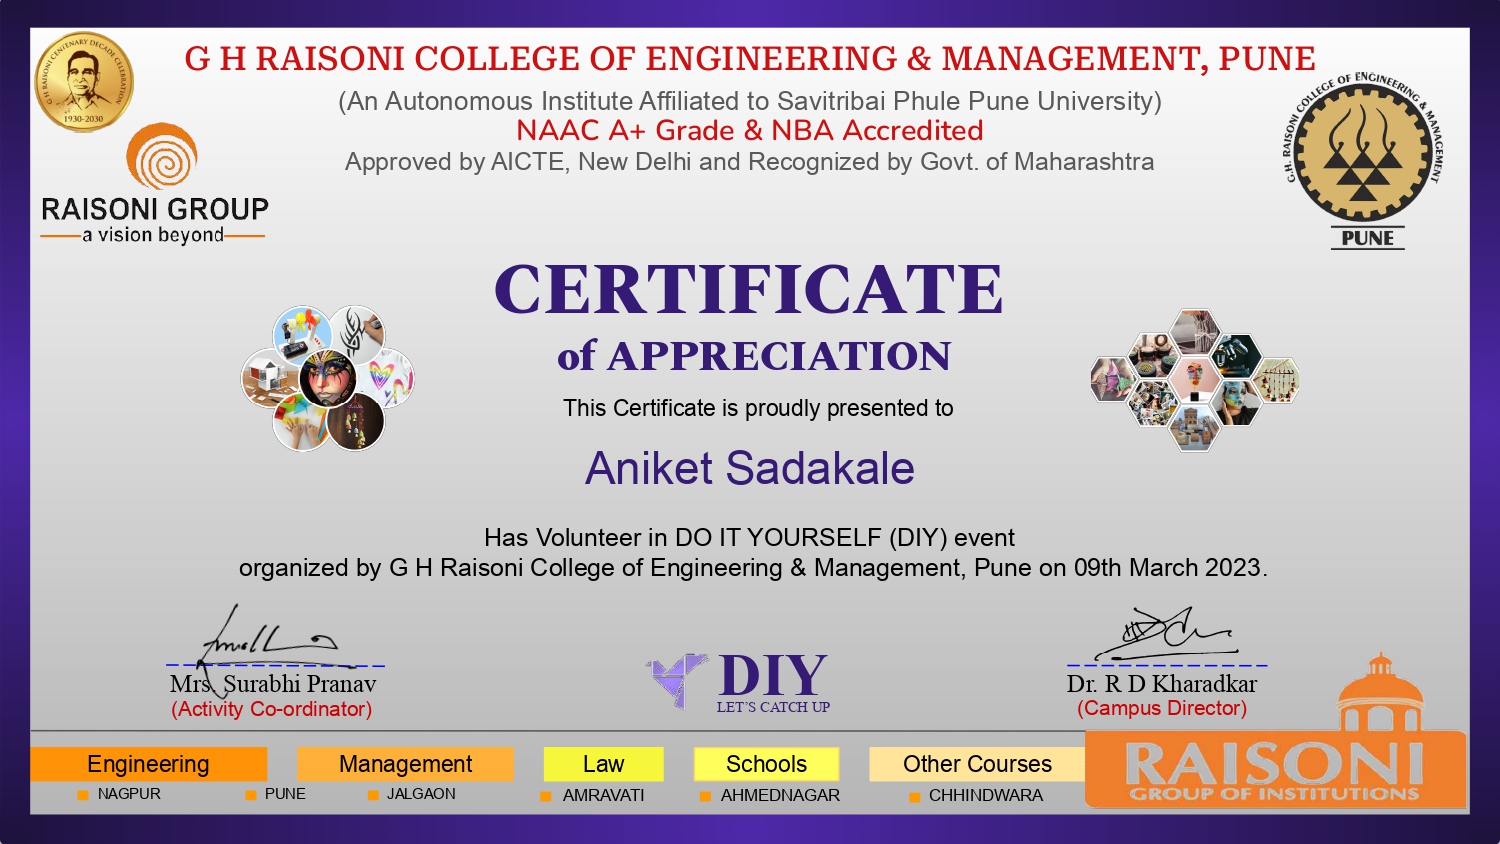 G H RAISONI COLLEGE OF ENGINEERING & MANAGEMENT, PUNE
(An Autonomous Institute Affiliated to Savitribai Phule Pune University)
NAAC A+ Grade & NBA Accredited
Approved by AICTE, New Delhi and Recognized by Govt. of Maharashtra
G H RAISONI CENTENARY DECADE CELEBRATION
1930-2030
RAISONI GROUP
a vision beyond
G.H. RAISONI COLLEGE OF ENGINEERING & MANAGEMENT
PUNE
CERTIFICATE
of APPRECIATION
This Certificate is proudly presented to
Aniket Sadakale
Has Volunteer in DO IT YOURSELF (DIY) event
organized by G H Raisoni College of Engineering & Management, Pune on 09th March 2023.
Mrs. Surabhi Pranav
(Activity Co-ordinator)
DIY
LET'S CATCH UP
Dr. R D Kharadkar
(Campus Director)
Engineering Management Law Schools Other Courses
NAGPUR PUNE JALGAON AMRAVATI AHMEDNAGAR CHHINDWARA
RAISONI
GROUP OF INSTITUTIONS